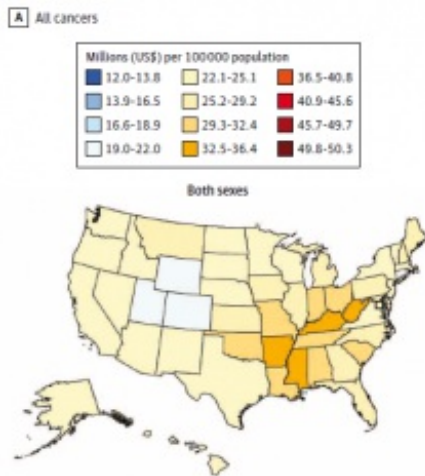 A All cancers
Millions (US$) per 100000 population
12.0-13.8 22.1-25.1 36.5-40.8
13.9-16.5 25.2-29.2 40.9-45.6
16.6-18.9 29.3-32.4 45.7-49.7
19.0-22.0 32.5-36.4 49.8-50.3
Both sexes